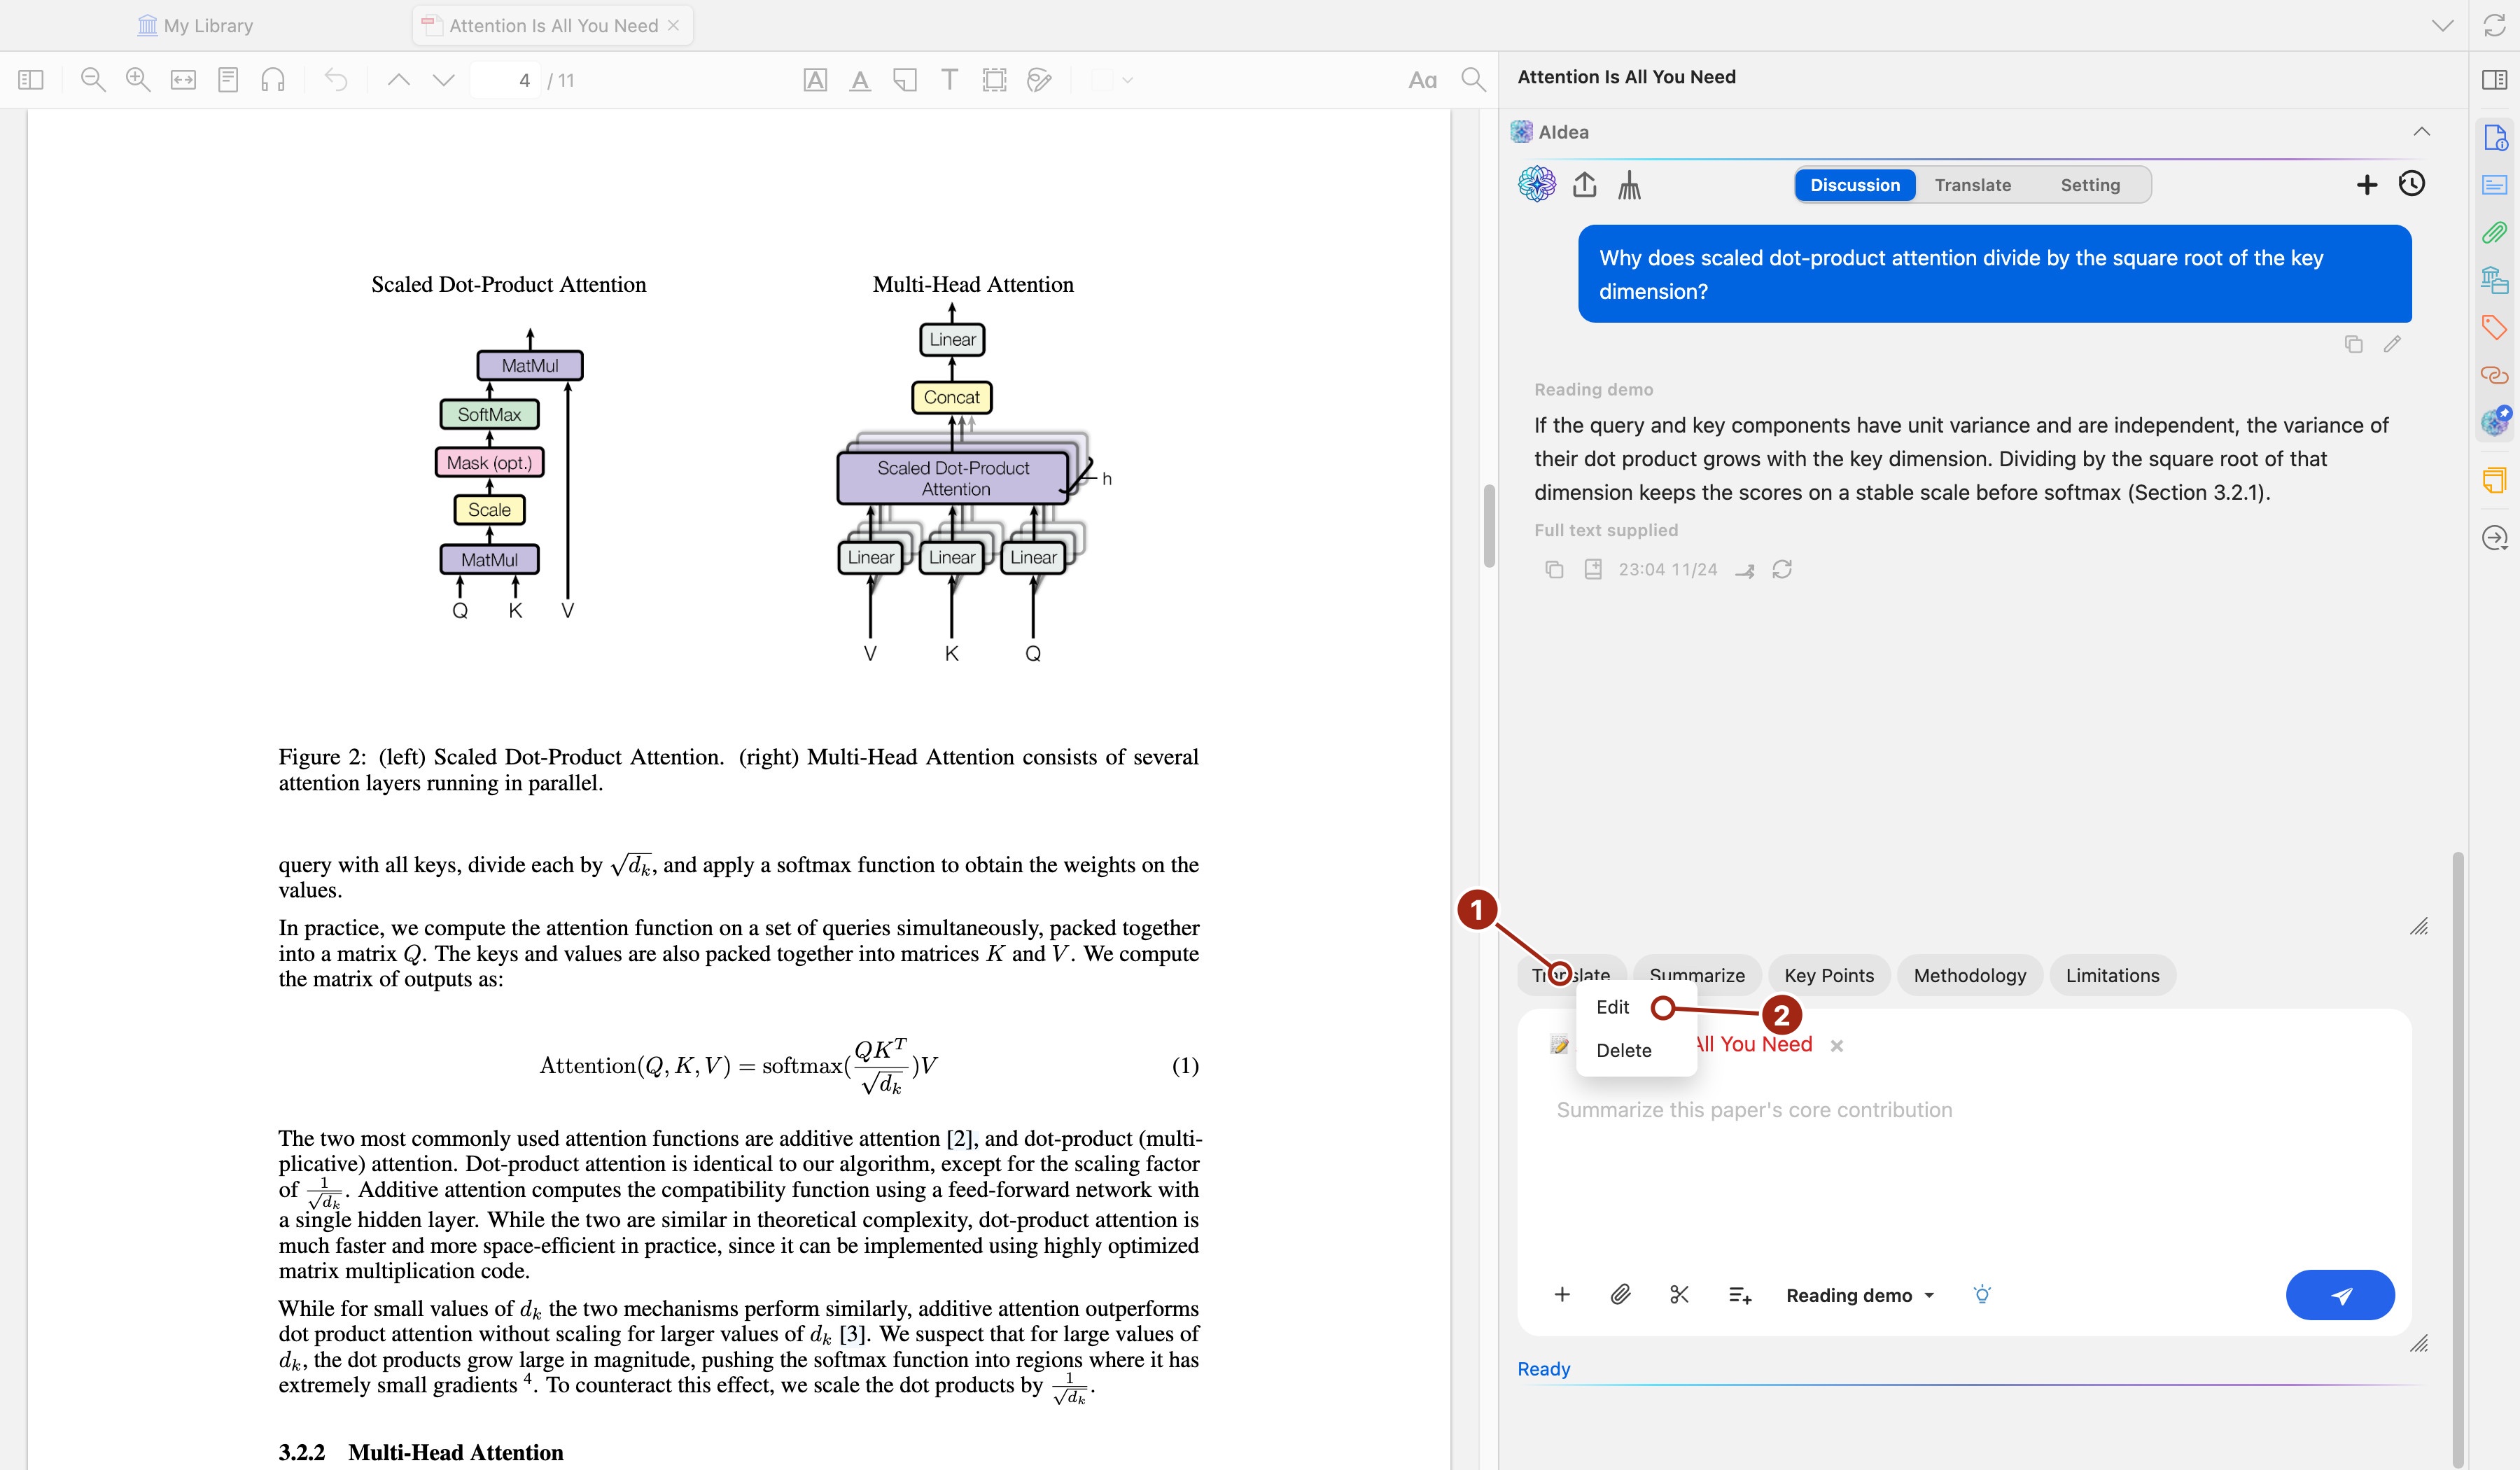 My Library
Attention Is All You Need
4 / 11
Aa
Scaled Dot-Product Attention
MatMul
SoftMax
Mask (opt.)
Scale
MatMul
Q K V
Multi-Head Attention
Linear
Concat
Scaled Dot-Product
Attention
h
Linear Linear Linear
V K Q
Figure 2: (left) Scaled Dot-Product Attention. (right) Multi-Head Attention consists of several
attention layers running in parallel.
query with all keys, divide each by √dk, and apply a softmax function to obtain the weights on the
values.
In practice, we compute the attention function on a set of queries simultaneously, packed together
into a matrix Q. The keys and values are also packed together into matrices K and V. We compute
the matrix of outputs as:
Attention(Q, K, V) = softmax(QK^T/√dk)V (1)
The two most commonly used attention functions are additive attention [2], and dot-product (multi-
plicative) attention. Dot-product attention is identical to our algorithm, except for the scaling factor
of 1/√dk. Additive attention computes the compatibility function using a feed-forward network with
a single hidden layer. While the two are similar in theoretical complexity, dot-product attention is
much faster and more space-efficient in practice, since it can be implemented using highly optimized
matrix multiplication code.
While for small values of dk the two mechanisms perform similarly, additive attention outperforms
dot product attention without scaling for larger values of dk [3]. We suspect that for large values of
dk, the dot products grow large in magnitude, pushing the softmax function into regions where it has
extremely small gradients 4. To counteract this effect, we scale the dot products by 1/√dk.
3.2.2 Multi-Head Attention
Attention Is All You Need
AIdea
Discussion Translate Setting
Why does scaled dot-product attention divide by the square root of the key
dimension?
Reading demo
If the query and key components have unit variance and are independent, the variance of
their dot product grows with the key dimension. Dividing by the square root of that
dimension keeps the scores on a stable scale before softmax (Section 3.2.1).
Full text supplied
23:04 11/24
1
Translate Summarize Key Points Methodology Limitations
Edit
2
Delete
All You Need
Summarize this paper's core contribution
Reading demo
Ready